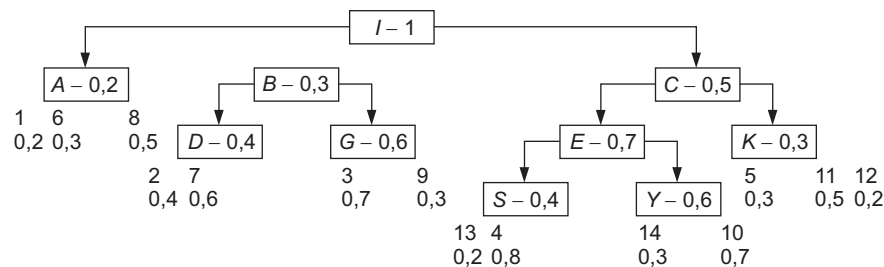 I – 1
A – 0,2 B – 0,3 C – 0,5
1 6 8
0,2 0,3 0,5
D – 0,4 G – 0,6 E – 0,7 K – 0,3
2 7 3 9 5 11 12
0,4 0,6 0,7 0,3 0,3 0,5 0,2
S – 0,4 Y – 0,6
13 4 14 10
0,2 0,8 0,3 0,7